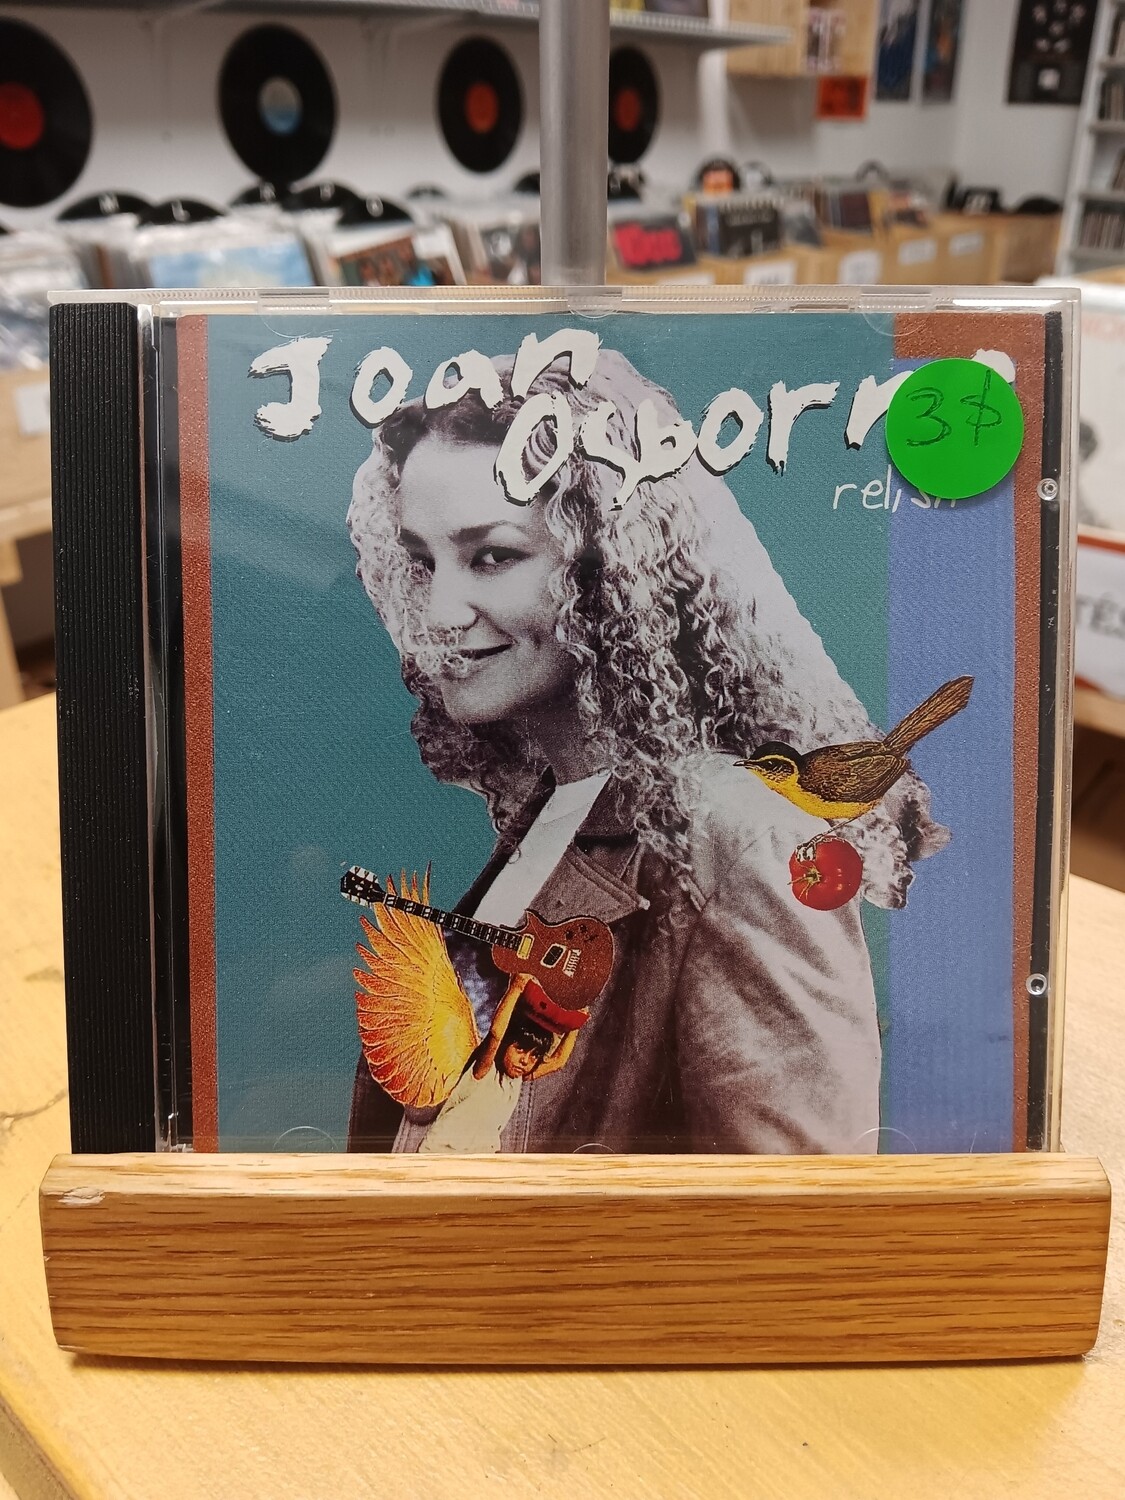 Joan
Osborne
3$
relish